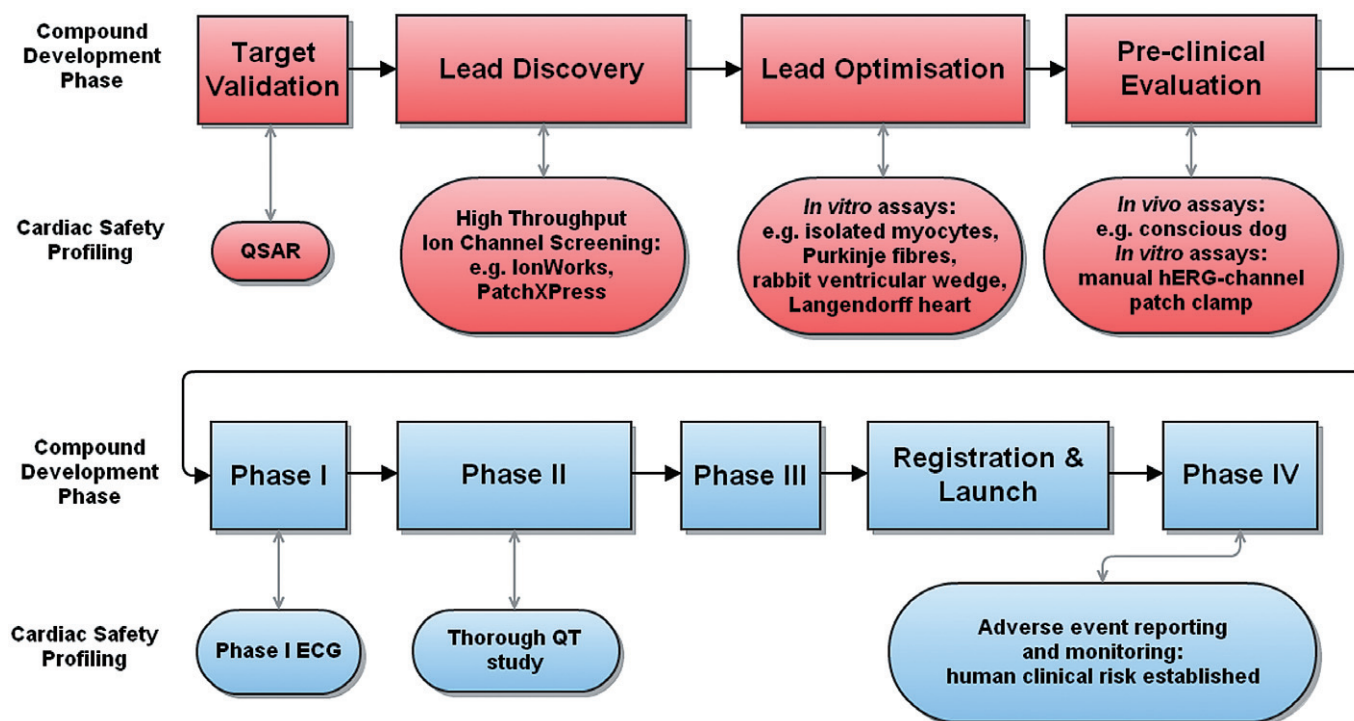 Compound
Development
Phase
Target
Validation
Lead Discovery
Lead Optimisation
Pre-clinical
Evaluation
Cardiac Safety
Profiling
QSAR
High Throughput
Ion Channel Screening:
e.g. IonWorks,
PatchXPress
In vitro assays:
e.g. isolated myocytes,
Purkinje fibres,
rabbit ventricular wedge,
Langendorff heart
In vivo assays:
e.g. conscious dog
In vitro assays:
manual hERG-channel
patch clamp
Compound
Development
Phase
Phase I
Phase II
Phase III
Registration &
Launch
Phase IV
Cardiac Safety
Profiling
Phase I ECG
Thorough QT
study
Adverse event reporting
and monitoring:
human clinical risk established